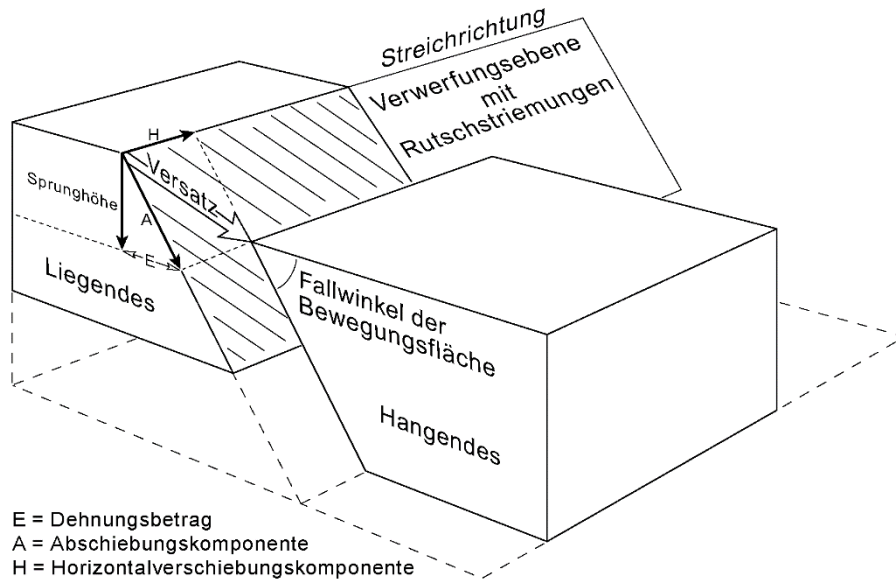 Streichrichtung
Verwerfungsebene
mit
Rutschstriemungen
H
Versatz
Sprunghöhe
A
E
Liegendes
Fallwinkel der
Bewegungsfläche
Hangendes
E = Dehnungsbetrag
A = Abschiebungskomponente
H = Horizontalverschiebungskomponente